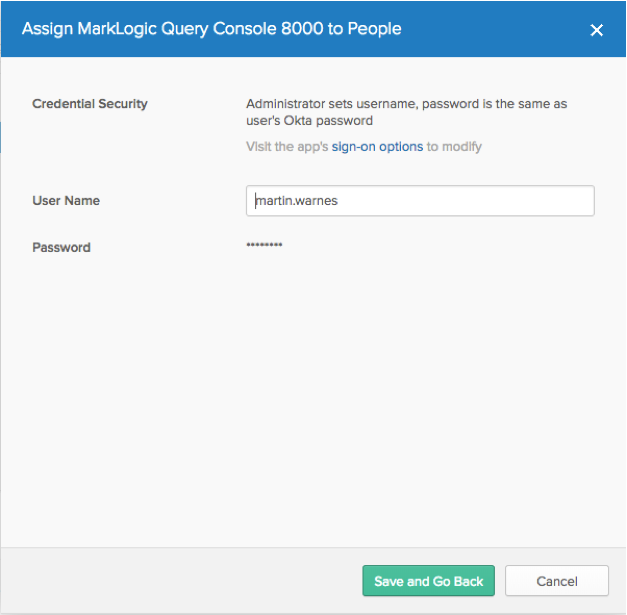 Assign MarkLogic Query Console 8000 to People
Credential Security
Administrator sets username, password is the same as
user's Okta password
Visit the app's sign-on options to modify
User Name
martin.warnes
Password
••••••••
Save and Go Back
Cancel